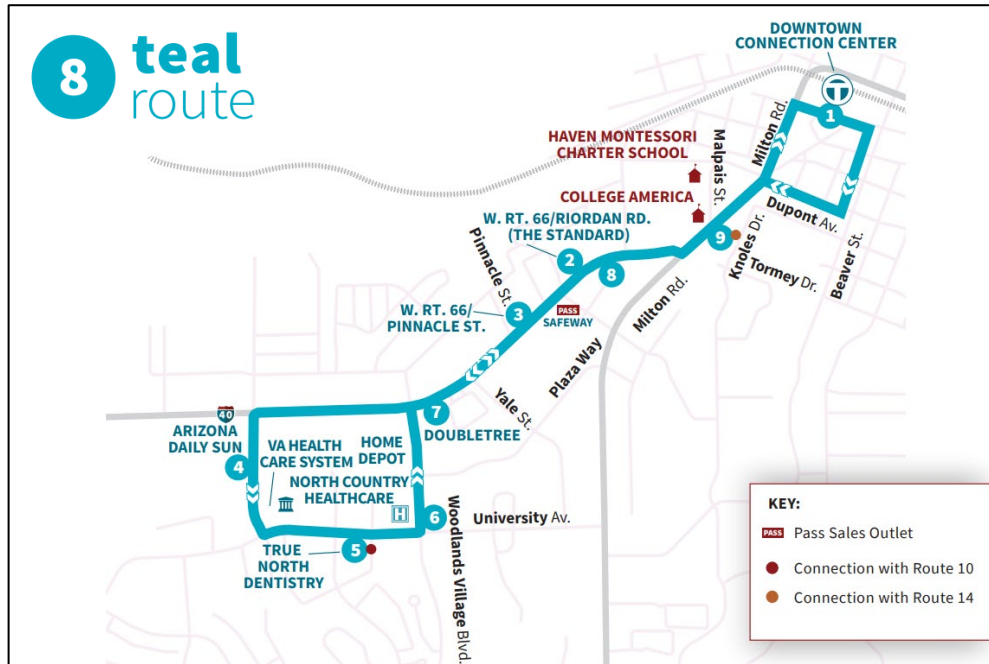 8
teal
route
DOWNTOWN
CONNECTION CENTER
1
Milton Rd.
HAVEN MONTESSORI
CHARTER SCHOOL
Malpais St.
COLLEGE AMERICA
Dupont Av.
W. RT. 66/RIORDAN RD.
(THE STANDARD)
2
8
9
Knoles Dr.
Tormey Dr.
Beaver St.
Pinnacle St.
W. RT. 66/
PINNACLE ST.
3
PASS
SAFEWAY
Milton Rd.
Plaza Way
Yale St.
7
DOUBLETREE
40
ARIZONA
DAILY SUN
4
VA HEALTH
CARE SYSTEM
HOME
DEPOT
NORTH COUNTRY
HEALTHCARE
H
6
University Av.
Woodlands Village Blvd.
TRUE
NORTH
DENTISTRY
5
KEY:
PASS Pass Sales Outlet
Connection with Route 10
Connection with Route 14